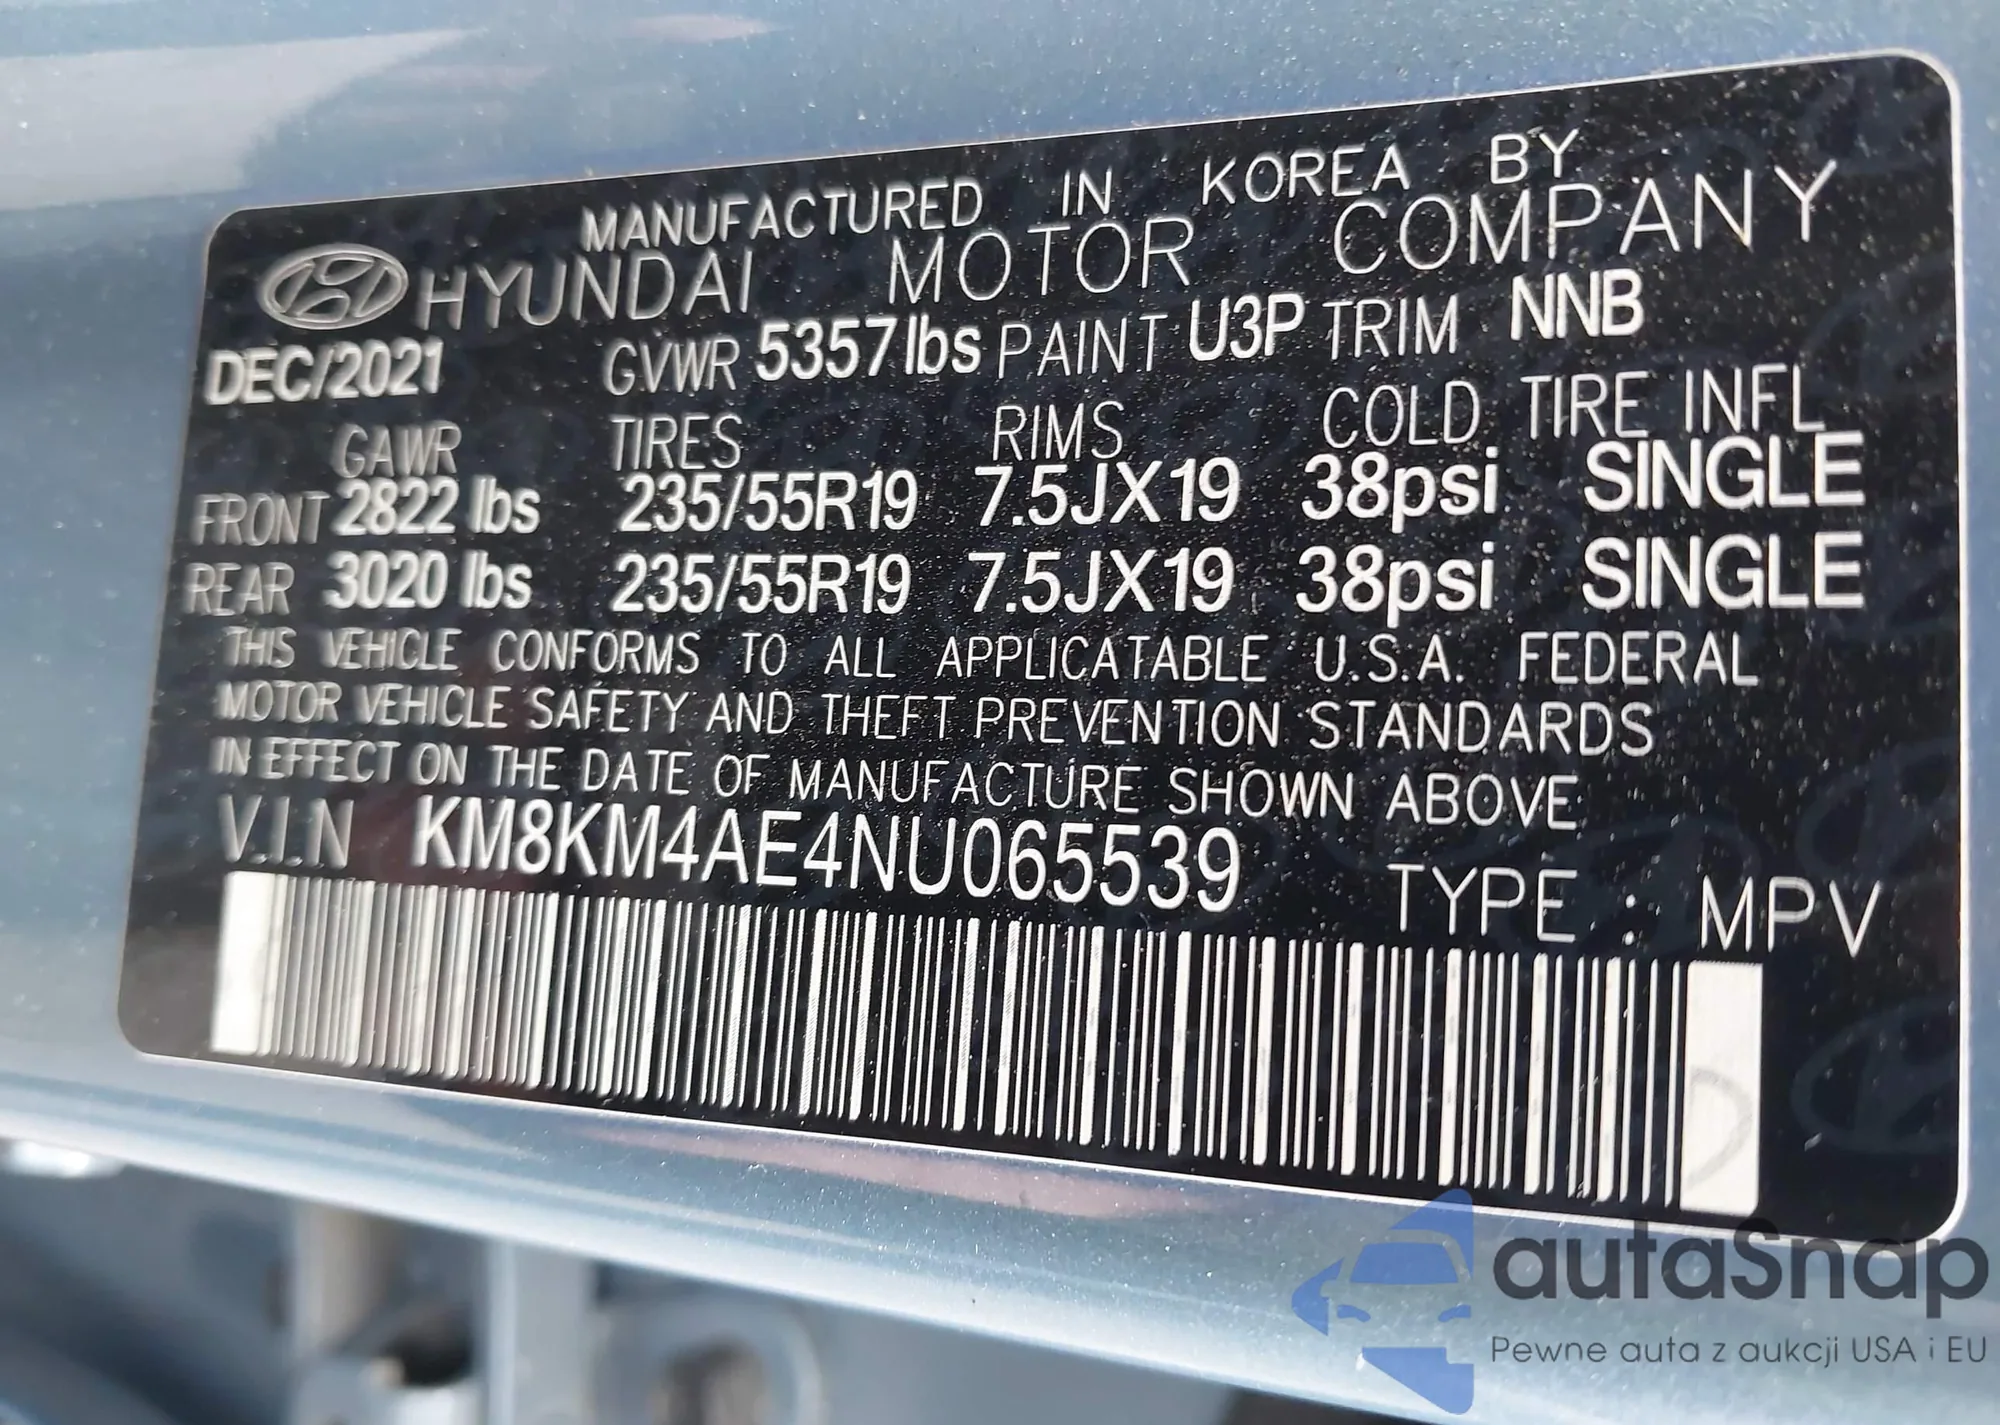 MANUFACTURED IN KOREA BY
HYUNDAI MOTOR COMPANY
DEC/2021 GVWR 5357lbs PAINT U3P TRIM NNB
GAWR TIRES RIMS COLD TIRE INFL
FRONT 2822 lbs 235/55R19 7.5JX19 38psi SINGLE
REAR 3020 lbs 235/55R19 7.5JX19 38psi SINGLE
THIS VEHICLE CONFORMS TO ALL APPLICATABLE U.S.A. FEDERAL
MOTOR VEHICLE SAFETY AND THEFT PREVENTION STANDARDS
IN EFFECT ON THE DATE OF MANUFACTURE SHOWN ABOVE
V.I.N KM8KM4AE4NU065539
TYPE : MPV
autaSnap
Pewne auta z aukcji USA i EU